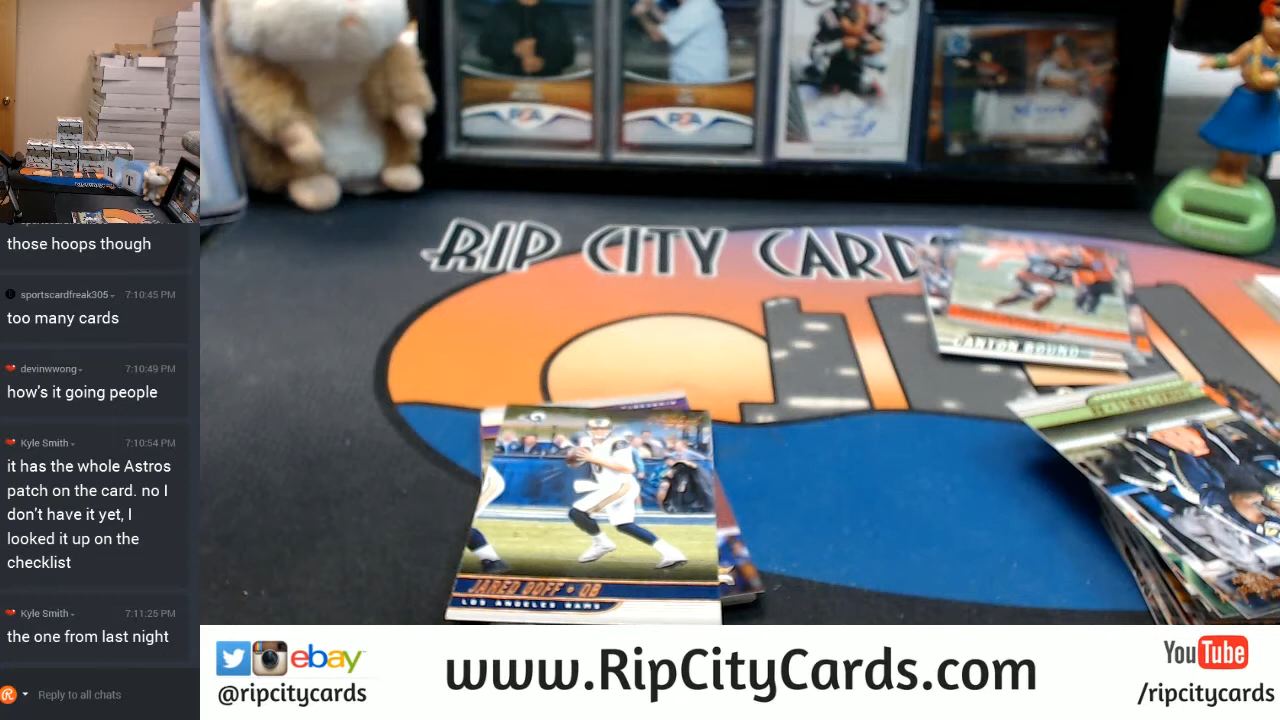 those hoops though
sportscardfreak305 7:10:45 PM
too many cards
devinwwong 7:10:49 PM
how's it going people
Kyle Smith 7:10:54 PM
it has the whole Astros
patch on the card. no I
don't have it yet, I
looked it up on the
checklist
Kyle Smith 7:11:25 PM
the one from last night
Reply to all chats
RIP CITY CARDS
PSA
PSA
CANTON BOUND
JARED GOFF • QB
LOS ANGELES RAMS
ebay
@ripcitycards
www.RipCityCards.com
YouTube
/ripcitycards